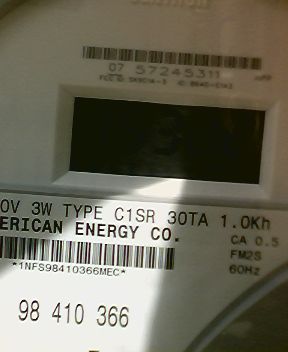 07 57245311
0V 3W TYPE C1SR 30TA 1.0Kh
ERICAN ENERGY CO.
CA 0.5
FM2S
60Hz
*1NFS98410366MEC*
98 410 366